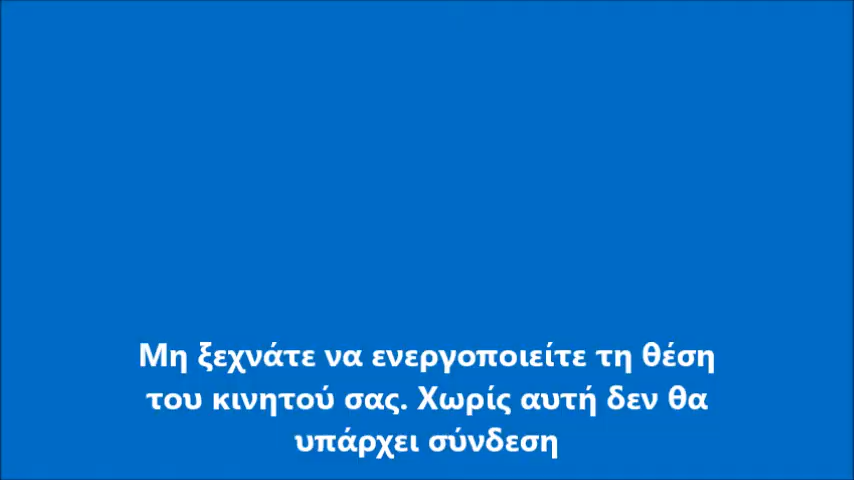 Μη ξεχνάτε να ενεργοποιείτε τη θέση
του κινητού σας. Χωρίς αυτή δεν θα
υπάρχει σύνδεση